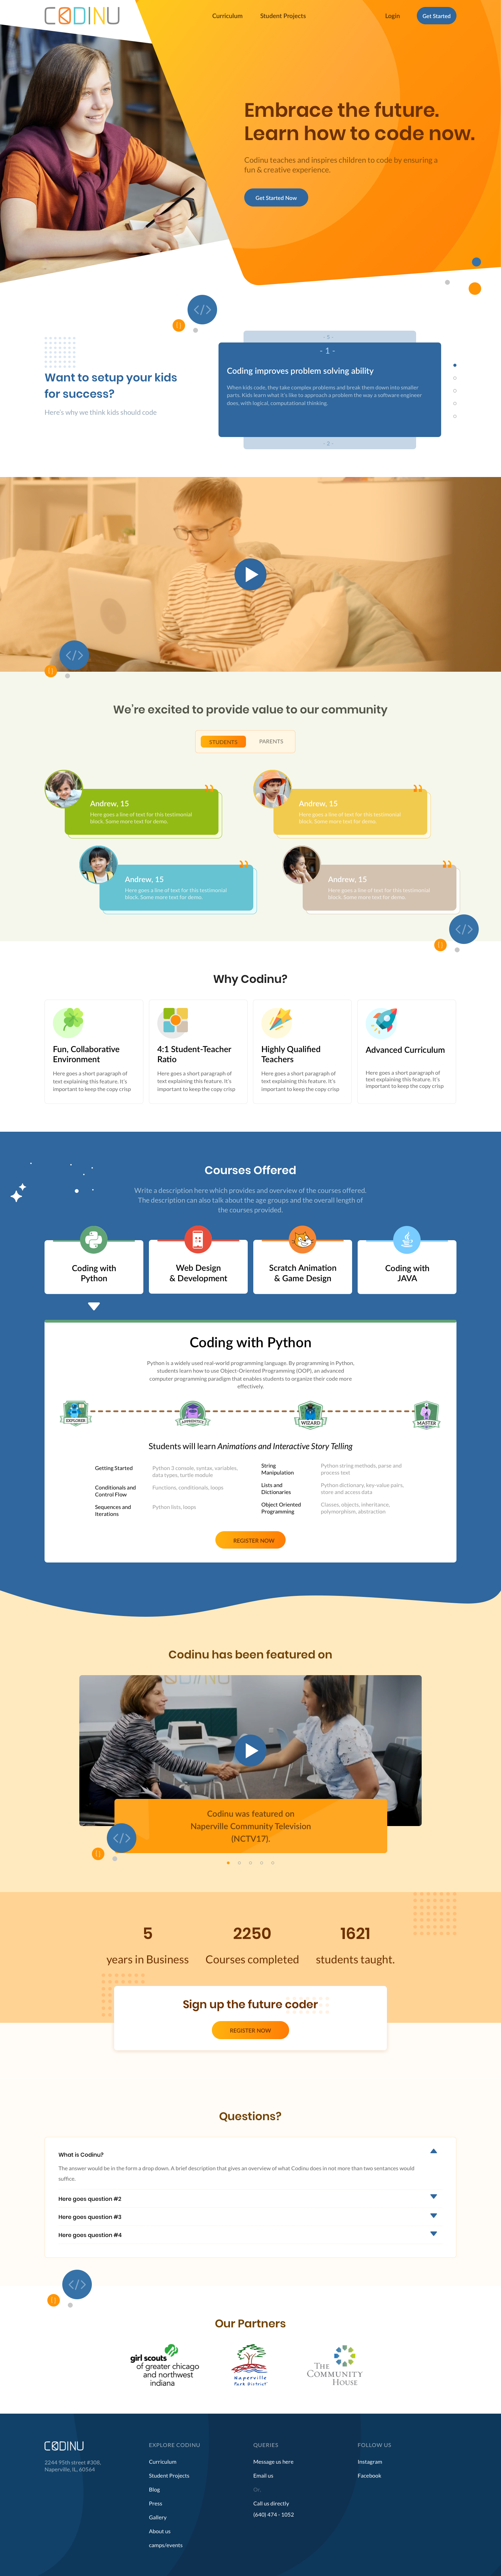 CODINU
Curriculum
Student Projects
Login
Get Started
Embrace the future.
Learn how to code now.
Codinu teaches and inspires children to code by ensuring a
fun & creative experience.
Get Started Now
</>
Want to setup your kids
for success?
Here's why we think kids should code
- 1 -
Coding improves problem solving ability
When kids code, they take complex problems and break them down into smaller
parts. Kids learn what it's like to approach a problem the way a software engineer
does, with logical, computational thinking.
- 2 -
</>
We're excited to provide value to our community
STUDENTS
PARENTS
Andrew, 15
Here goes a line of text for this testimonial
block. Some more text for demo.
Andrew, 15
Here goes a line of text for this testimonial
block. Some more text for demo.
Andrew, 15
Here goes a line of text for this testimonial
block. Some more text for demo.
Andrew, 15
Here goes a line of text for this testimonial
block. Some more text for demo.
</>
Why Codinu?
Fun, Collaborative
Environment
Here goes a short paragraph of
text explaining this feature. It's
important to keep the copy crisp
4:1 Student-Teacher
Ratio
Here goes a short paragraph of
text explaining this feature. It's
important to keep the copy crisp
Highly Qualified
Teachers
Here goes a short paragraph of
text explaining this feature. It's
important to keep the copy crisp
Advanced Curriculum
Here goes a short paragraph of
text explaining this feature. It's
important to keep the copy crisp
Courses Offered
Write a description here which provides and overview of the courses offered.
The description can also talk about the age groups and the overall length of
the courses provided.
Coding with
Python
Web Design
& Development
Scratch Animation
& Game Design
Coding with
JAVA
Coding with Python
Python is a widely used real-world programming language. By programming in Python,
students learn how to use Object-Oriented Programming (OOP), an advanced
computer programming paradigm that enables students to organize their code more
effectively.
EXPLORER
APPRENTICE
WIZARD
MASTER
Students will learn Animations and Interactive Story Telling
Getting Started
Python 3 console, syntax, variables,
data types, turtle module
Conditionals and
Control Flow
Functions, conditionals, loops
Sequences and
Iterations
Python lists, loops
String
Manipulation
Python string methods, parse and
process text
Lists and
Dictionaries
Python dictionary, key-value pairs,
store and access data
Object Oriented
Programming
Classes, objects, inheritance,
polymorphism, abstraction
REGISTER NOW
Codinu has been featured on
CODINU
Codinu was featured on
Naperville Community Television
(NCTV17).
</>
5
years in Business
2250
Courses completed
1621
students taught.
Sign up the future coder
REGISTER NOW
Questions?
What is Codinu?
The answer would be in the form a drop down. A brief description that gives an overview of what Codinu does in not more than two sentances would
suffice.
Here goes question #2
Here goes question #3
Here goes question #4
</>
Our Partners
girl scouts
of greater chicago
and northwest
indiana
Naperville
Park District
THE
COMMUNITY
HOUSE
CODINU
2244 95th street #308,
Naperville, IL, 60564
EXPLORE CODINU
Curriculum
Student Projects
Blog
Press
Gallery
About us
camps/events
QUERIES
Message us here
Email us
Or,
Call us directly
(640) 474 - 1052
FOLLOW US
Instagram
Facebook